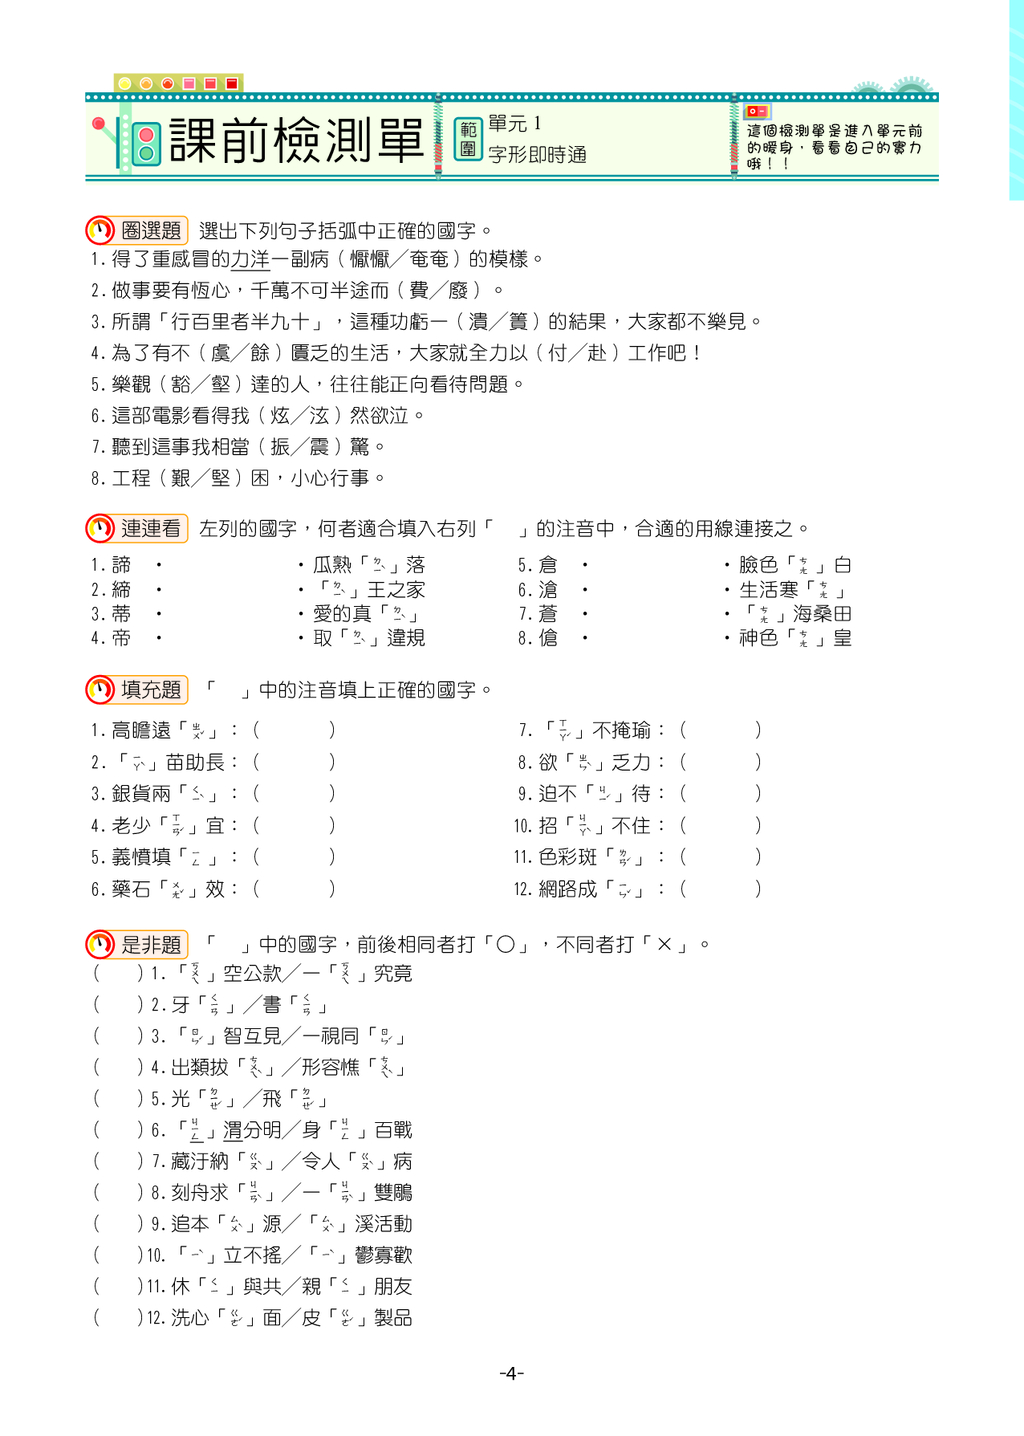 課前檢測單
範圍
單元 1
字形即時通
這個檢測單是進入單元前
的暖身，看看自己的實力
哦！！
圈選題 選出下列句子括弧中正確的國字。
1. 得了重感冒的力洋一副病（懨懨／奄奄）的模樣。
2. 做事要有恆心，千萬不可半途而（費／廢）。
3. 所謂「行百里者半九十」，這種功虧一（潰／簣）的結果，大家都不樂見。
4. 為了有不（虞／餘）匱乏的生活，大家就全力以（付／赴）工作吧！
5. 樂觀（豁／壑）達的人，往往能正向看待問題。
6. 這部電影看得我（炫／泫）然欲泣。
7. 聽到這事我相當（振／震）驚。
8. 工程（艱／堅）困，小心行事。
連連看 左列的國字，何者適合填入右列「 」的注音中，合適的用線連接之。
1. 諦 ・ ・瓜熟「ㄉㄧˋ」落 5. 倉 ・ ・臉色「ㄘㄤ」白
2. 締 ・ ・「ㄉㄧˋ」王之家 6. 滄 ・ ・生活寒「ㄘㄤ」
3. 蒂 ・ ・愛的真「ㄉㄧˋ」 7. 蒼 ・ ・「ㄘㄤ」海桑田
4. 帝 ・ ・取「ㄉㄧˋ」違規 8. 傖 ・ ・神色「ㄘㄤ」皇
填充題 「 」中的注音填上正確的國字。
1. 高瞻遠「ㄓㄨˇ」：（ ） 7. 「ㄒㄧㄚˊ」不掩瑜：（ ）
2. 「ㄧㄚˋ」苗助長：（ ） 8. 欲「ㄓㄣˋ」乏力：（ ）
3. 銀貨兩「ㄑㄧˋ」：（ ） 9. 迫不「ㄐㄧˊ」待：（ ）
4. 老少「ㄒㄧㄢˊ」宜：（ ） 10. 招「ㄐㄧㄚˋ」不住：（ ）
5. 義憤填「ㄧㄥ」：（ ） 11. 色彩斑「ㄌㄢˊ」：（ ）
6. 藥石「ㄨㄤˇ」效：（ ） 12. 網路成「ㄧㄣˇ」：（ ）
是非題 「 」中的國字，前後相同者打「○」，不同者打「×」。
（ ）1. 「ㄎㄨㄟ」空公款／一「ㄎㄨㄟ」究竟
（ ）2. 牙「ㄑㄧㄢ」／書「ㄑㄧㄢ」
（ ）3. 「ㄖㄣˊ」智互見／一視同「ㄖㄣˊ」
（ ）4. 出類拔「ㄘㄨㄟˋ」／形容憔「ㄘㄨㄟˋ」
（ ）5. 光「ㄉㄧㄝˊ」／飛「ㄉㄧㄝˊ」
（ ）6. 「ㄐㄧㄥ」渭分明／身「ㄐㄧㄥ」百戰
（ ）7. 藏汙納「ㄍㄡˋ」／令人「ㄍㄡˋ」病
（ ）8. 刻舟求「ㄐㄧㄢˋ」／一「ㄐㄧㄢˋ」雙鵰
（ ）9. 追本「ㄙㄨˋ」源／「ㄙㄨˋ」溪活動
（ ）10. 「ㄧˋ」立不搖／「ㄧˋ」鬱寡歡
（ ）11. 休「ㄑㄧ」與共／親「ㄑㄧ」朋友
（ ）12. 洗心「ㄍㄜˊ」面／皮「ㄍㄜˊ」製品
-4-